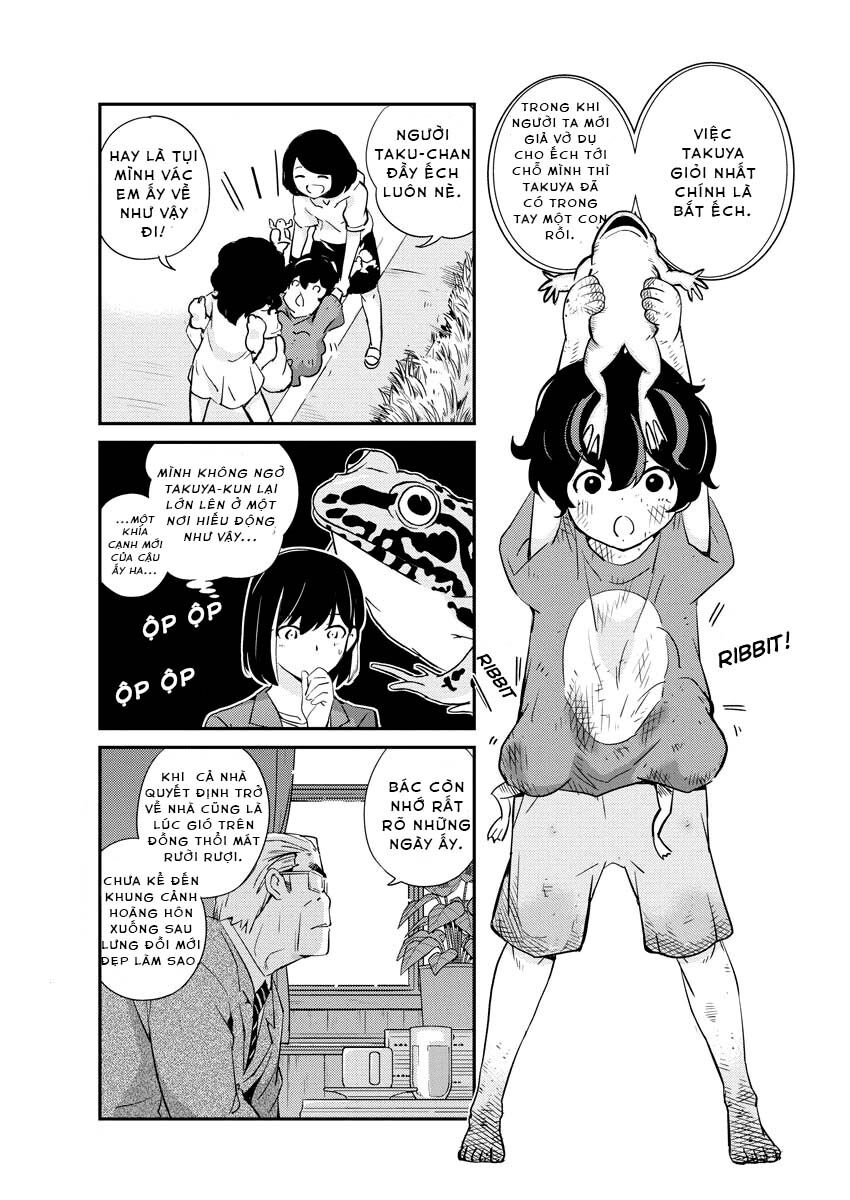 VIỆC
TAKUYA
GIỎI NHẤT
CHÍNH LÀ
BẮT ẾCH.
TRONG KHI
NGƯỜI TA MỚI
GIẢ VỜ DỤ
CHO ẾCH TỚI
CHỖ MÌNH THÌ
TAKUYA ĐÃ
CÓ TRONG
TAY MỘT CON
RỒI.
RIBBIT!
RIBBIT
NGƯỜI
TAKU-CHAN
ĐẦY ẾCH
LUÔN NÈ.
HAY LÀ TỤI
MÌNH VÁC
EM ẤY VỀ
NHƯ VẬY
ĐI!
MÌNH KHÔNG NGỜ
TAKUYA-KUN LẠI
LỚN LÊN Ở MỘT
NƠI HIẾU ĐỘNG
NHƯ VẬY...
...MỘT
KHÍA
CẠNH MỚI
CỦA CẬU
ẤY HA...
ỘP ỘP
ỘP ỘP
BÁC CÒN
NHỚ RẤT
RÕ NHỮNG
NGÀY ẤY.
KHI CẢ NHÀ
QUYẾT ĐỊNH TRỞ
VỀ NHÀ CŨNG LÀ
LÚC GIÓ TRÊN
ĐỒNG THỔI MÁT
RƯỜI RƯỢI.
CHƯA KỂ ĐẾN
KHUNG CẢNH
HOÀNG HÔN
XUỐNG SAU
LƯNG ĐỒI MỚI
ĐẸP LÀM SAO